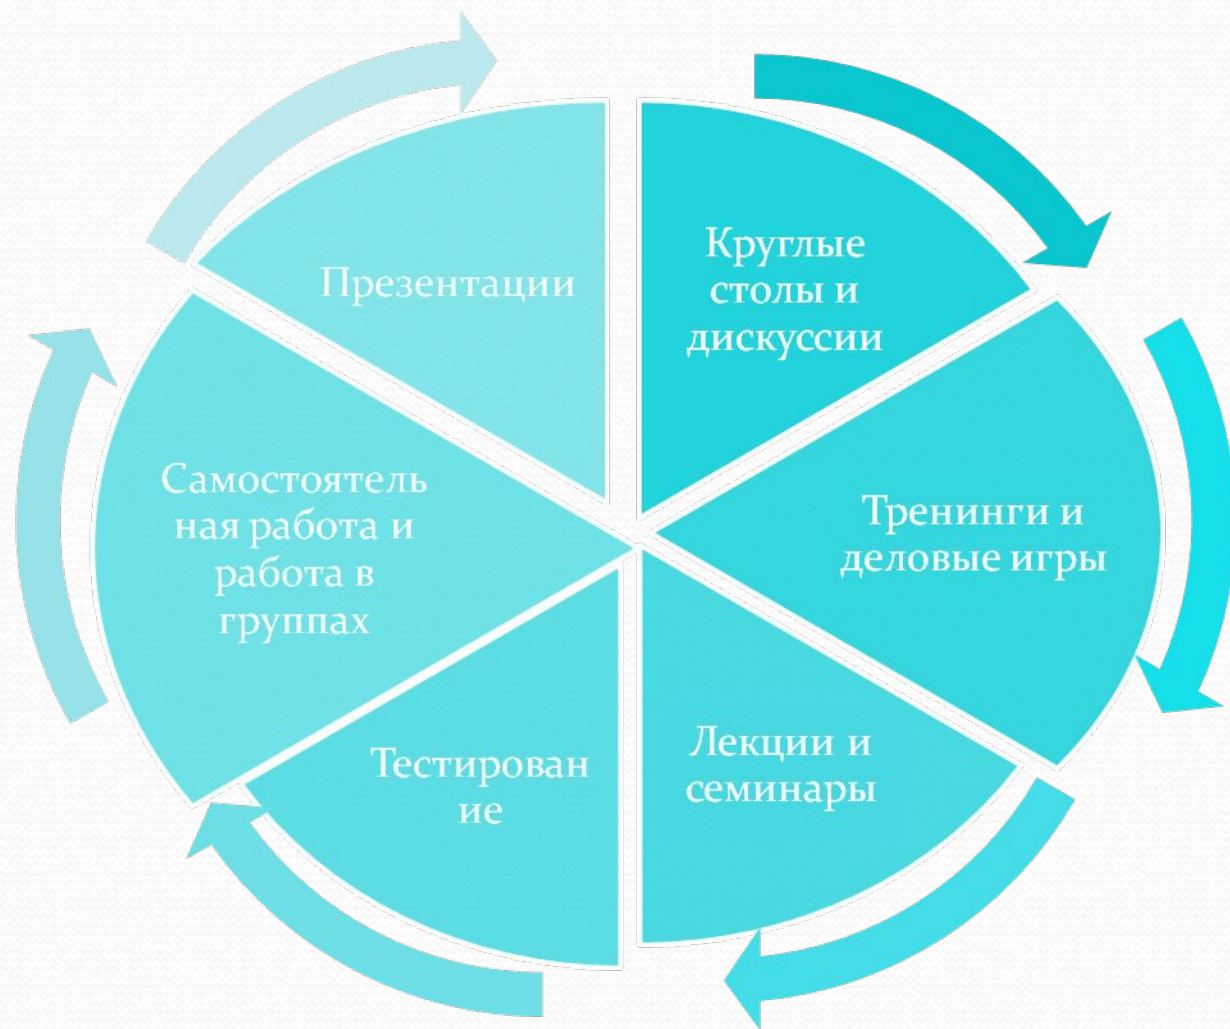 Круглые
столы и
дискуссии
Тренинги и
деловые игры
Лекции и
семинары
Тестирован
ие
Самостоятель
ная работа и
работа в
группах
Презентации